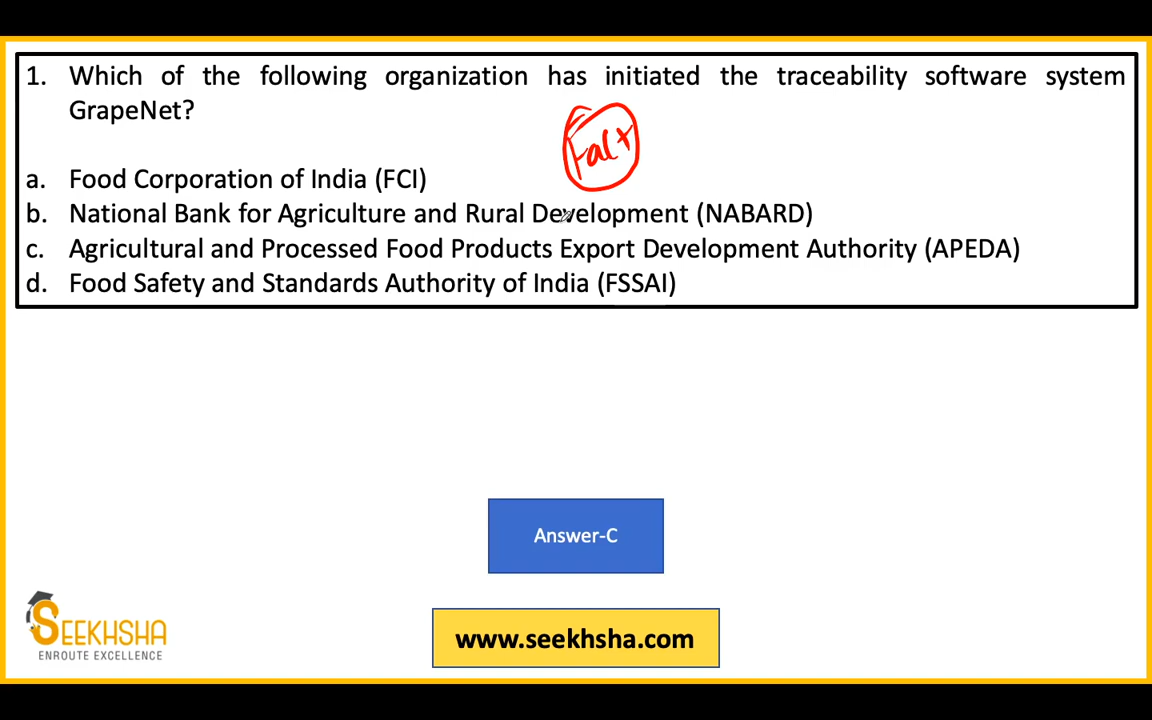 1. Which of the following organization has initiated the traceability software system
GrapeNet?
Fact
a. Food Corporation of India (FCI)
b. National Bank for Agriculture and Rural Development (NABARD)
c. Agricultural and Processed Food Products Export Development Authority (APEDA)
d. Food Safety and Standards Authority of India (FSSAI)
Answer-C
SEEKHSHA
ENROUTE EXCELLENCE
www.seekhsha.com